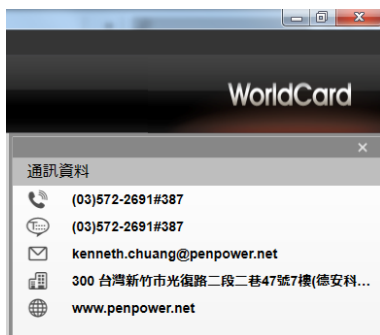 WorldCard
通訊資料
(03)572-2691#387
(03)572-2691#387
kenneth.chuang@penpower.net
300 台灣新竹市光復路二段二巷47號7樓(德安科...
www.penpower.net